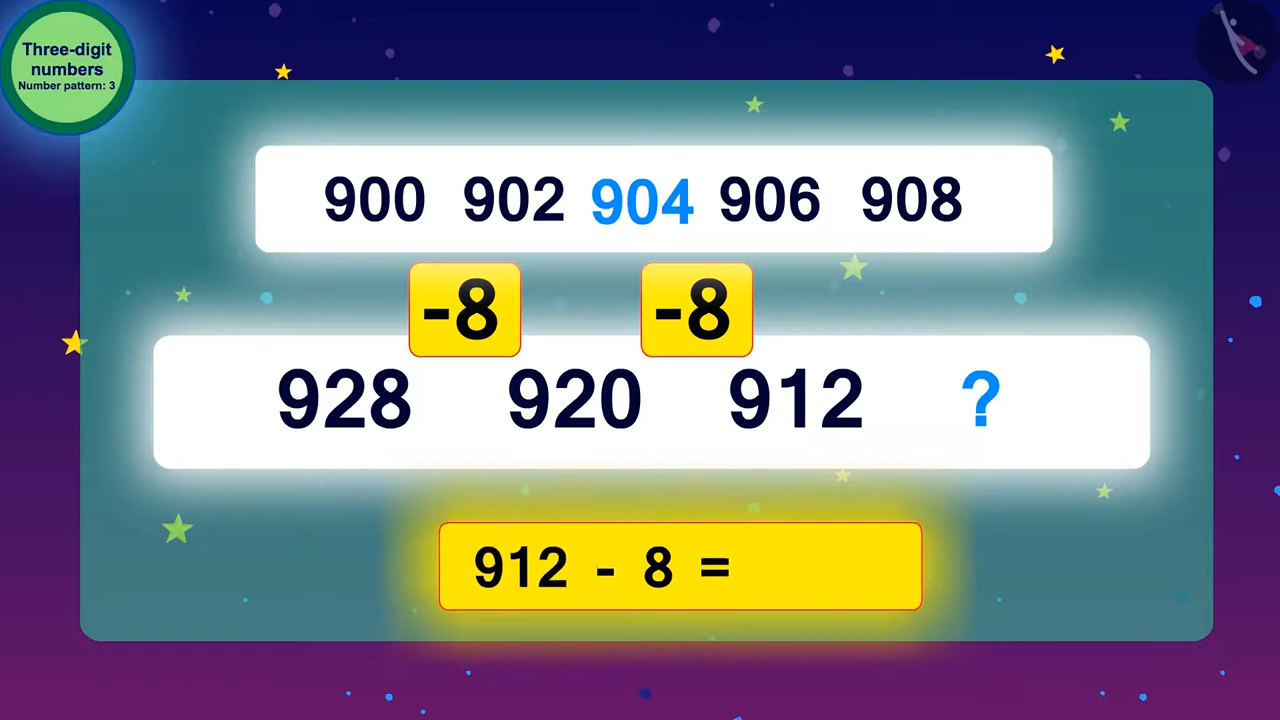 Three-digit
numbers
Number pattern: 3
900 902 904 906 908
-8 -8
928 920 912 ?
912 - 8 =